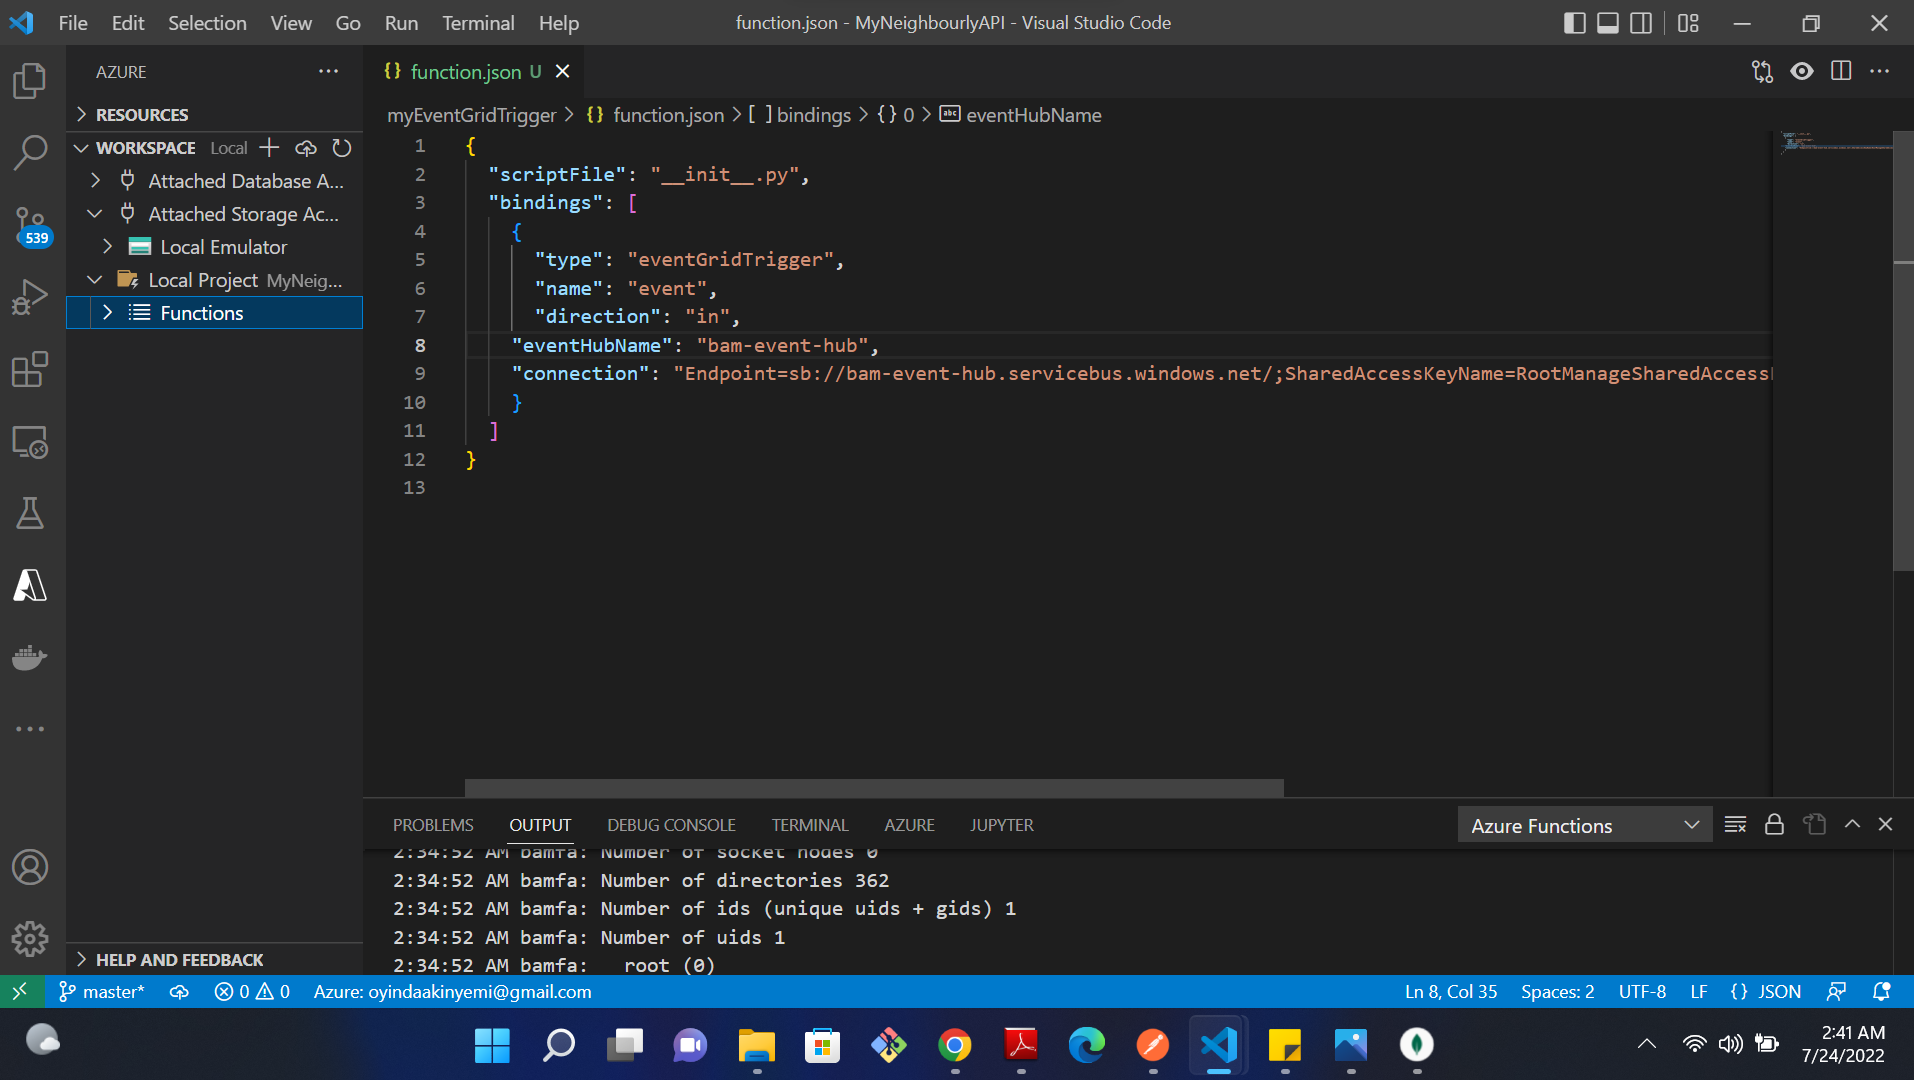 File Edit Selection View Go Run Terminal Help
function.json - MyNeighbourlyAPI - Visual Studio Code
AZURE
RESOURCES
WORKSPACE Local
Attached Database A...
Attached Storage Ac...
Local Emulator
Local Project MyNeig...
Functions
539
HELP AND FEEDBACK
{} function.json U
myEventGridTrigger > {} function.json > [ ] bindings > {} 0 > abc eventHubName
1 {
2 "scriptFile": "__init__.py",
3 "bindings": [
4 {
5 "type": "eventGridTrigger",
6 "name": "event",
7 "direction": "in",
8 "eventHubName": "bam-event-hub",
9 "connection": "Endpoint=sb://bam-event-hub.servicebus.windows.net/;SharedAccessKeyName=RootManageSharedAccess
10 }
11 ]
12 }
13
PROBLEMS OUTPUT DEBUG CONSOLE TERMINAL AZURE JUPYTER
Azure Functions
2:34:52 AM bamfa: Number of socket nodes 0
2:34:52 AM bamfa: Number of directories 362
2:34:52 AM bamfa: Number of ids (unique uids + gids) 1
2:34:52 AM bamfa: Number of uids 1
2:34:52 AM bamfa: root (0)
master* 0 0 Azure: oyindaakinyemi@gmail.com
Ln 8, Col 35 Spaces: 2 UTF-8 LF {} JSON
2:41 AM
7/24/2022